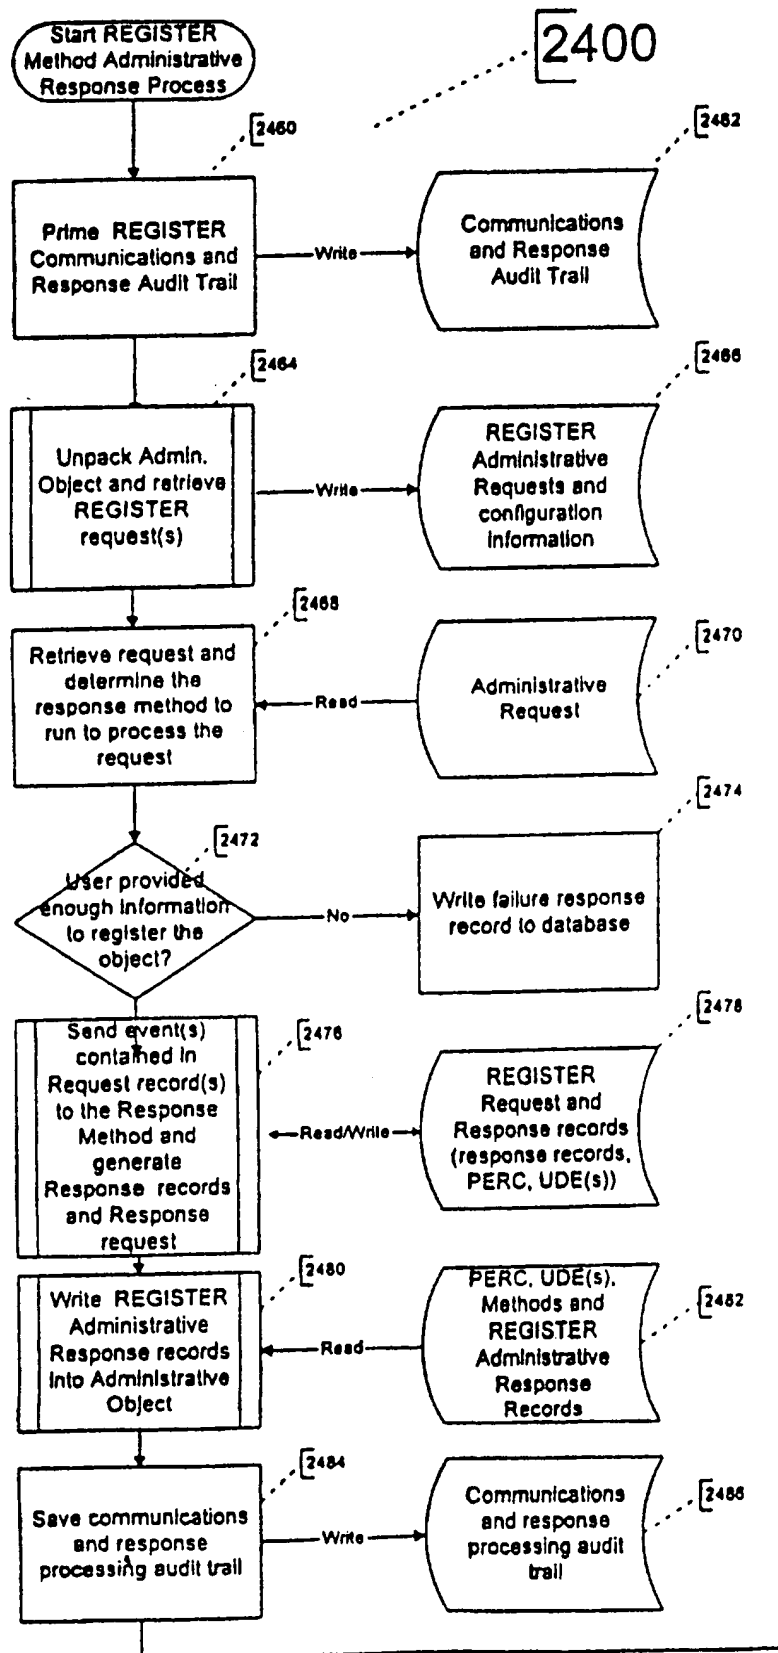 Start REGISTER
Method Administrative
Response Process
2400
2460
2462
Prime REGISTER
Communications and
Response Audit Trail
Write
Communications
and Response
Audit Trail
2464
2466
Unpack Admin.
Object and retrieve
REGISTER
request(s)
Write
REGISTER
Administrative
Requests and
configuration
Information
2468
2470
Retrieve request and
determine the
response method to
run to process the
request
Read
Administrative
Request
2472
2474
User provided
enough information
to register the
object?
No
Write failure response
record to database
2476
2478
Send event(s)
contained in
Request record(s)
to the Response
Method and
generate
Response records
and Response
request
Read/Write
REGISTER
Request and
Response records
(response records,
PERC, UDE(s))
2480
2482
Write REGISTER
Administrative
Response records
Into Administrative
Object
Read
PERC, UDE(s),
Methods and
REGISTER
Administrative
Response
Records
2484
2486
Save communications
and response
processing audit trail
Write
Communications
and response
processing audit
trail